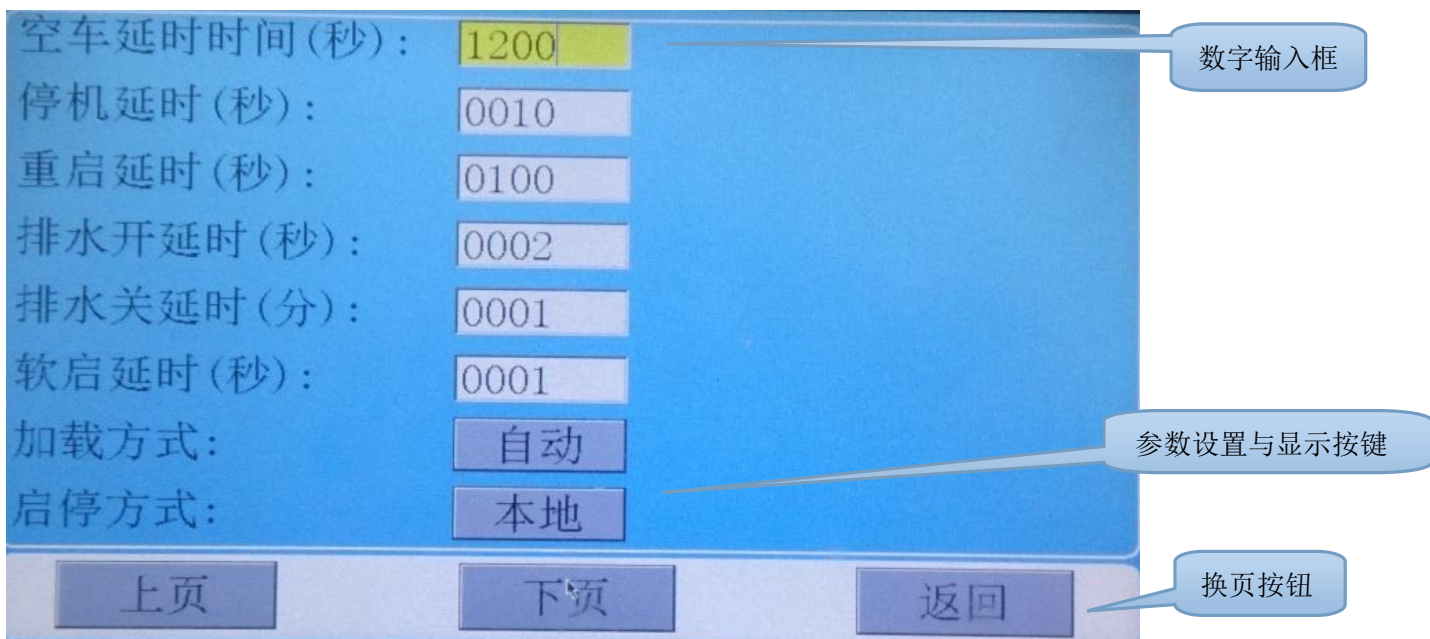 空车延时时间(秒): 1200 数字输入框
停机延时(秒): 0010
重启延时(秒): 0100
排水开延时(秒): 0002
排水关延时(分): 0001
软启延时(秒): 0001
加载方式: 自动 参数设置与显示按键
启停方式: 本地
上页 下页 返回 换页按钮